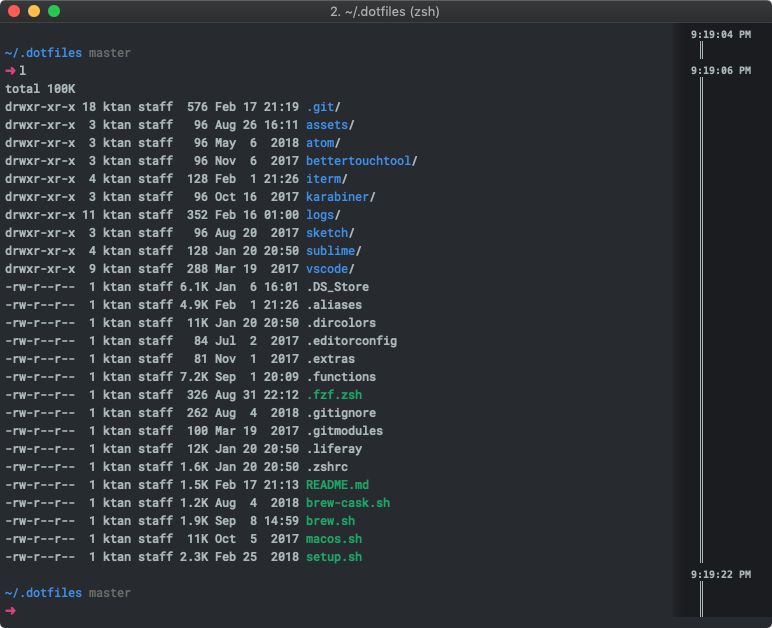 2. ~/.dotfiles (zsh)
9:19:04 PM
~/.dotfiles master
➜ l
9:19:06 PM
total 100K
drwxr-xr-x 18 ktan staff  576 Feb 17 21:19 .git/
drwxr-xr-x  3 ktan staff   96 Aug 26 16:11 assets/
drwxr-xr-x  3 ktan staff   96 May  6  2018 atom/
drwxr-xr-x  3 ktan staff   96 Nov  6  2017 bettertouchtool/
drwxr-xr-x  4 ktan staff  128 Feb  1 21:26 iterm/
drwxr-xr-x  3 ktan staff   96 Oct 16  2017 karabiner/
drwxr-xr-x 11 ktan staff  352 Feb 16 01:00 logs/
drwxr-xr-x  3 ktan staff   96 Aug 20  2017 sketch/
drwxr-xr-x  4 ktan staff  128 Jan 20 20:50 sublime/
drwxr-xr-x  9 ktan staff  288 Mar 19  2017 vscode/
-rw-r--r--  1 ktan staff 6.1K Jan  6 16:01 .DS_Store
-rw-r--r--  1 ktan staff 4.9K Feb  1 21:26 .aliases
-rw-r--r--  1 ktan staff  11K Jan 20 20:50 .dircolors
-rw-r--r--  1 ktan staff   84 Jul  2  2017 .editorconfig
-rw-r--r--  1 ktan staff   81 Nov  1  2017 .extras
-rw-r--r--  1 ktan staff 7.2K Sep  1 20:09 .functions
-rw-r--r--  1 ktan staff  326 Aug 31 22:12 .fzf.zsh
-rw-r--r--  1 ktan staff  262 Aug  4  2018 .gitignore
-rw-r--r--  1 ktan staff  100 Mar 19  2017 .gitmodules
-rw-r--r--  1 ktan staff  12K Jan 20 20:50 .liferay
-rw-r--r--  1 ktan staff 1.6K Jan 20 20:50 .zshrc
-rw-r--r--  1 ktan staff 1.5K Feb 17 21:13 README.md
-rw-r--r--  1 ktan staff 1.2K Aug  4  2018 brew-cask.sh
-rw-r--r--  1 ktan staff 1.9K Sep  8 14:59 brew.sh
-rw-r--r--  1 ktan staff  11K Oct  5  2017 macos.sh
-rw-r--r--  1 ktan staff 2.3K Feb 25  2018 setup.sh
9:19:22 PM
~/.dotfiles master
➜